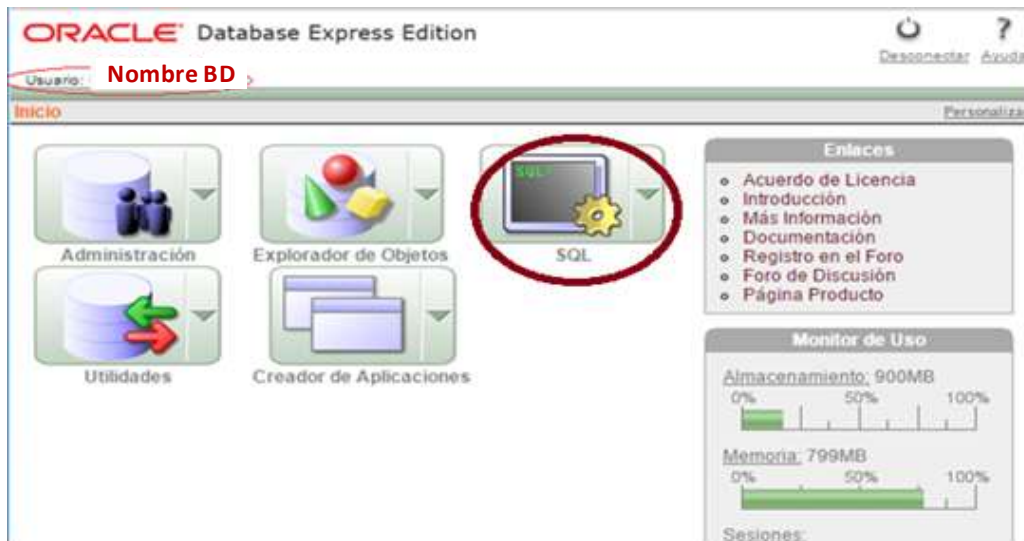 ORACLE Database Express Edition
Desconectar Ayuda
Usuario: Nombre BD
Inicio
Personaliza
SQL
Administración
Explorador de Objetos
SQL
Utilidades
Creador de Aplicaciones
Enlaces
Acuerdo de Licencia
Introducción
Más Información
Documentación
Registro en el Foro
Foro de Discusión
Página Producto
Monitor de Uso
Almacenamiento: 900MB
0% 50% 100%
Memoria: 799MB
0% 50% 100%
Sesiones: